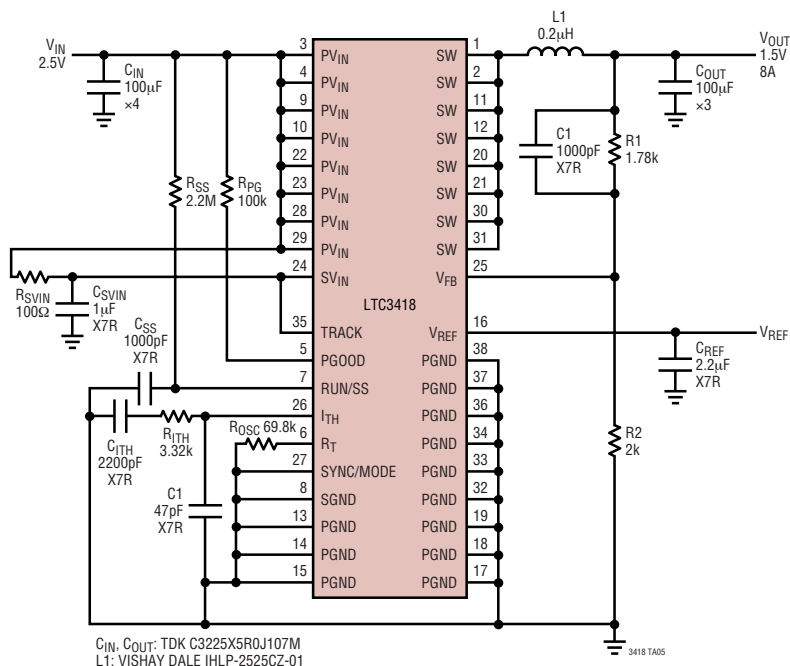 V_IN
2.5V
C_IN
100µF
×4
R_SS
2.2M
R_PG
100k
R_SVIN
100Ω
C_SVIN
1µF
X7R
C_SS
1000pF
X7R
C_ITH
2200pF
X7R
R_ITH
3.32k
C1
47pF
X7R
R_OSC 69.8k
3 PV_IN
4 PV_IN
9 PV_IN
10 PV_IN
22 PV_IN
23 PV_IN
28 PV_IN
29 PV_IN
24 SV_IN
35 TRACK
5 PGOOD
7 RUN/SS
26 I_TH
6 R_T
27 SYNC/MODE
8 SGND
13 PGND
14 PGND
15 PGND
LTC3418
SW 1
SW 2
SW 11
SW 12
SW 20
SW 21
SW 30
SW 31
V_FB 25
V_REF 16
PGND 38
PGND 37
PGND 36
PGND 34
PGND 33
PGND 32
PGND 19
PGND 18
PGND 17
L1
0.2µH
V_OUT
1.5V
8A
C_OUT
100µF
×3
C1
1000pF
X7R
R1
1.78k
V_REF
C_REF
2.2µF
X7R
R2
2k
3418 TA05
C_IN, C_OUT: TDK C3225X5R0J107M
L1: VISHAY DALE IHLP-2525CZ-01